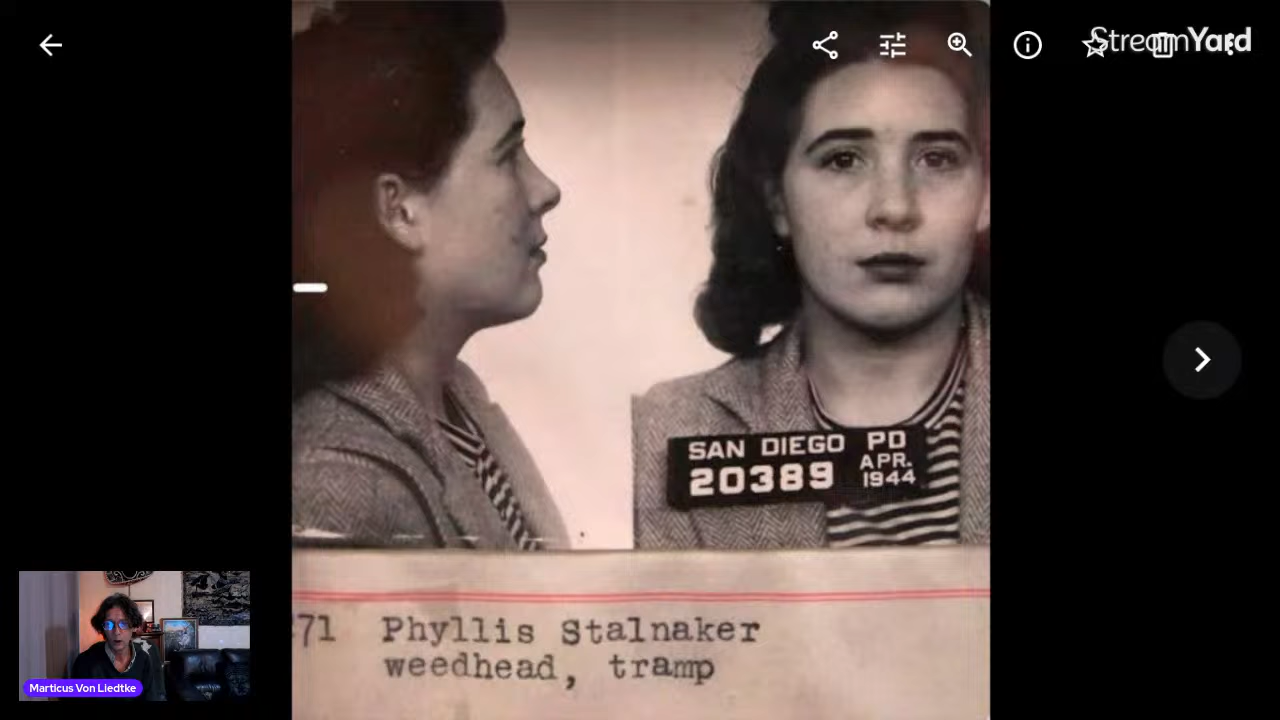 StreamYard
SAN DIEGO PD
20389 APR. 1944
71 Phyllis Stalnaker
weedhead, tramp
Marticus Von Liedtke